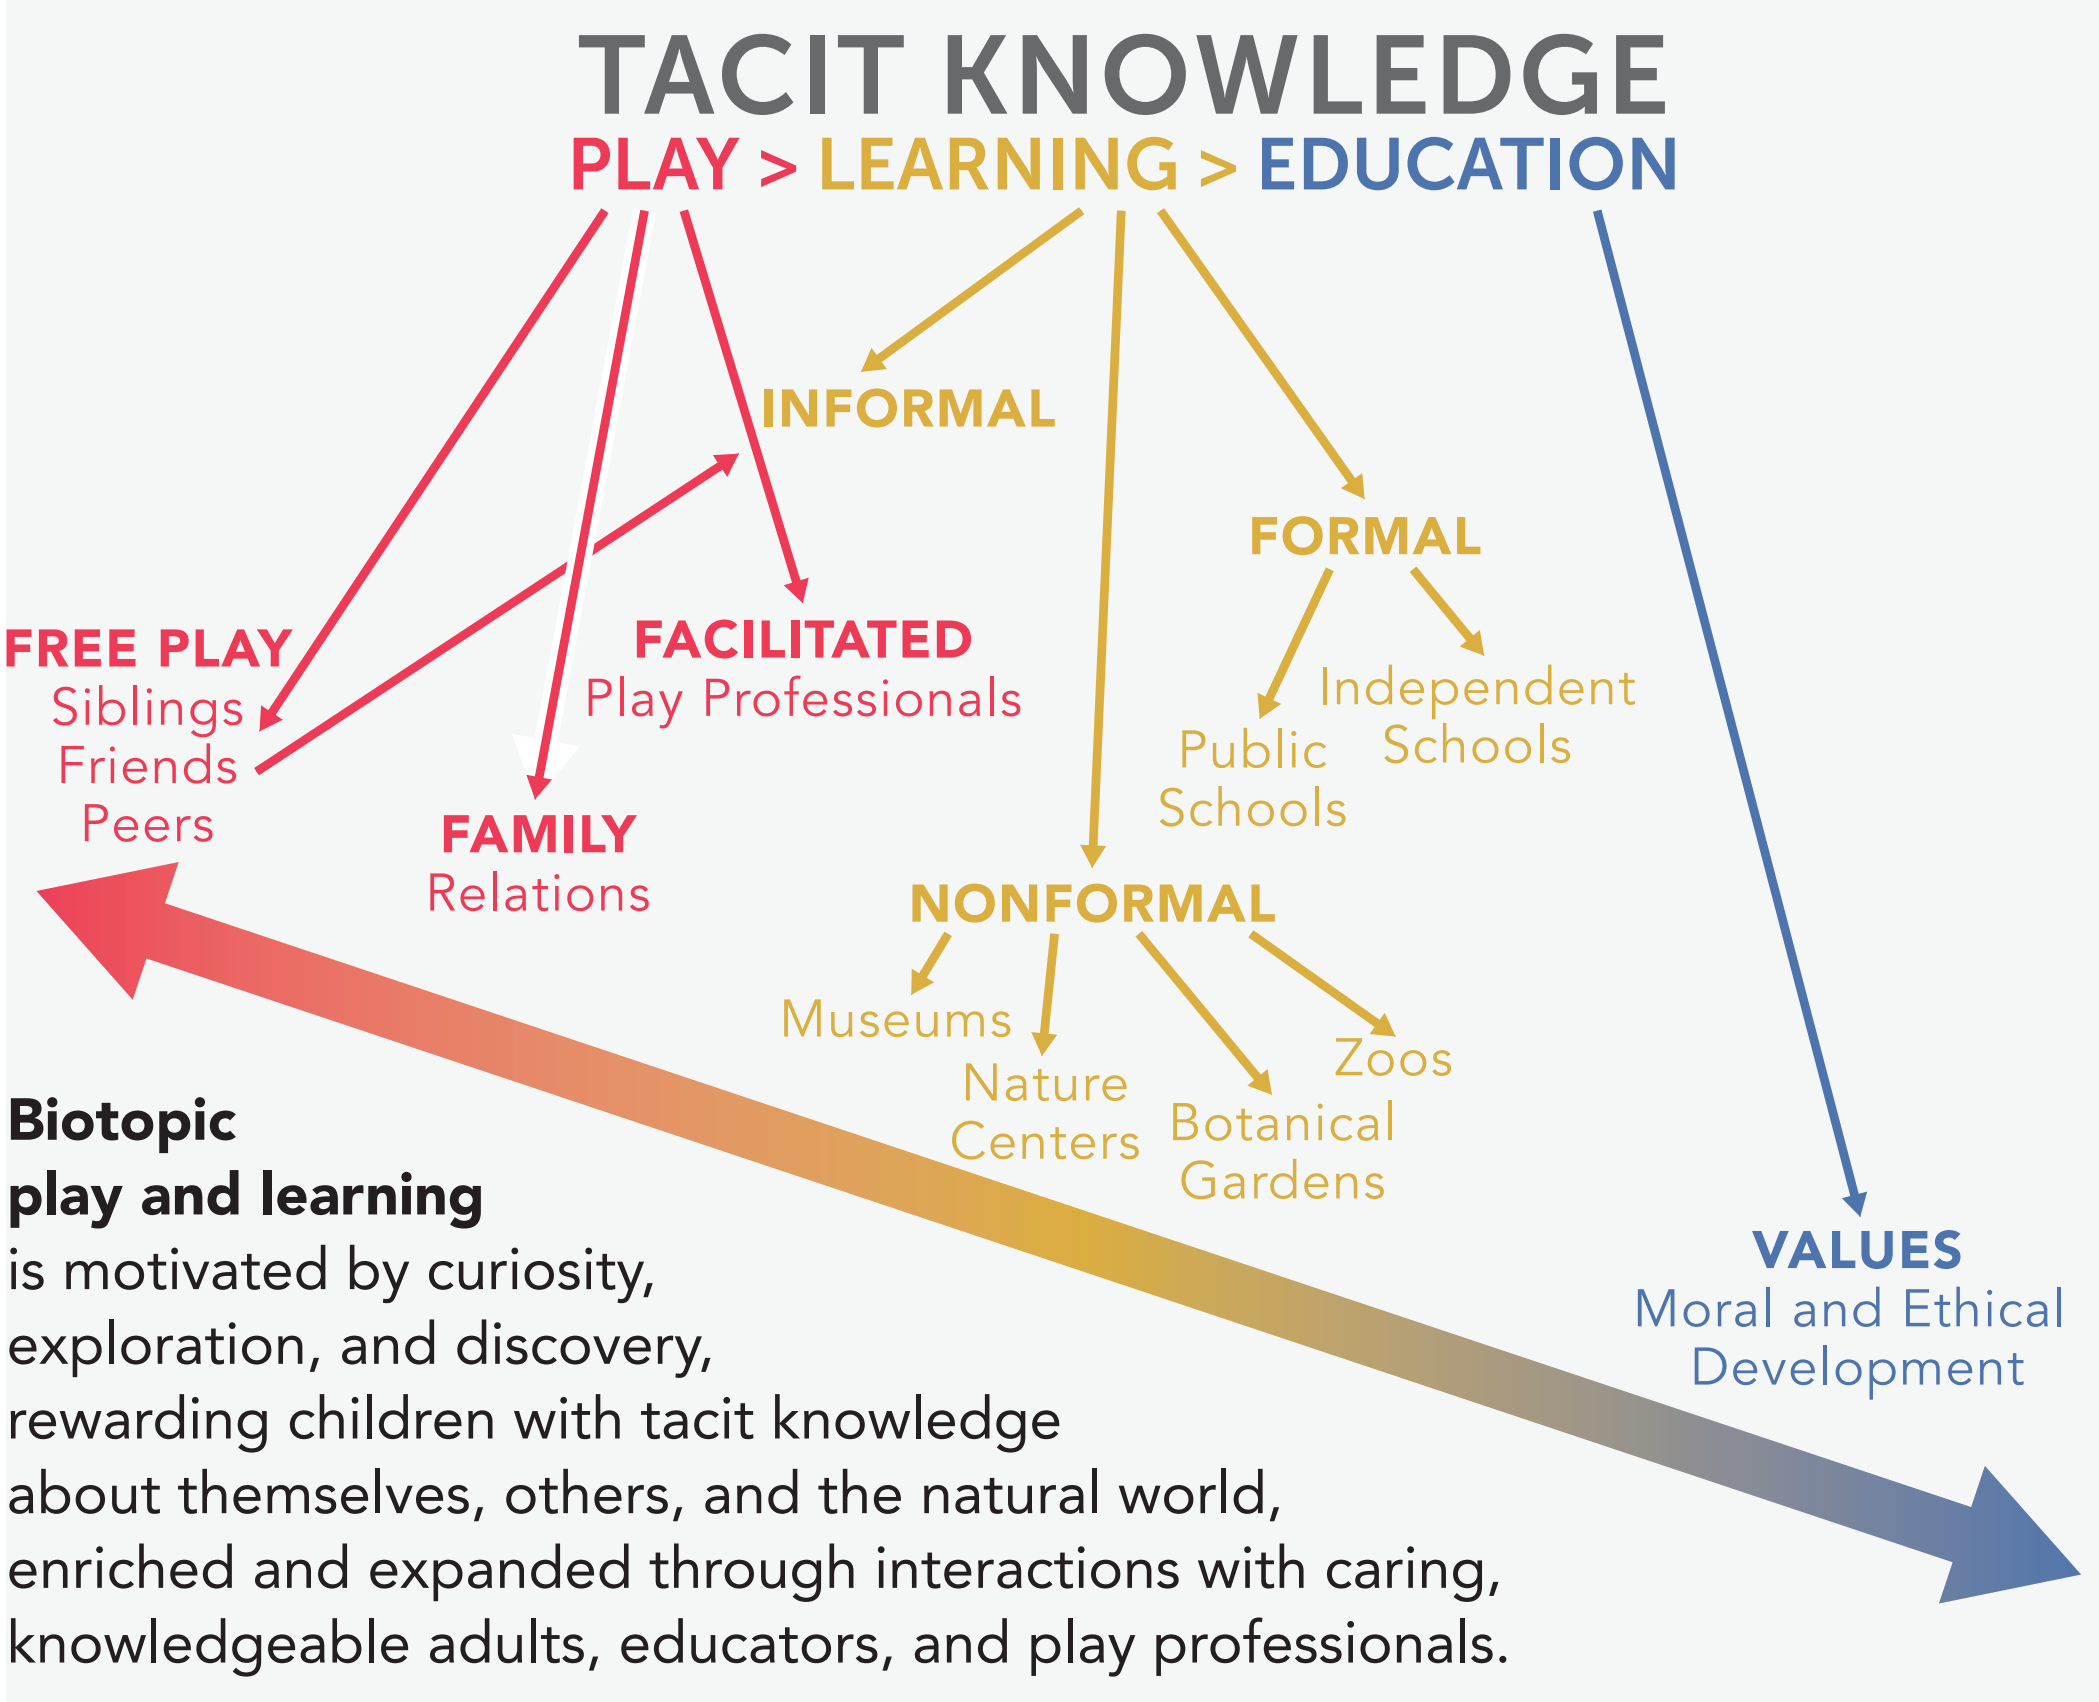 TACIT KNOWLEDGE
PLAY > LEARNING > EDUCATION
INFORMAL
FORMAL
Independent
Schools
Public
Schools
FREE PLAY
Siblings
Friends
Peers
FACILITATED
Play Professionals
FAMILY
Relations
NONFORMAL
Museums
Nature
Centers
Botanical
Gardens
Zoos
VALUES
Moral and Ethical
Development
Biotopic
play and learning
is motivated by curiosity,
exploration, and discovery,
rewarding children with tacit knowledge
about themselves, others, and the natural world,
enriched and expanded through interactions with caring,
knowledgeable adults, educators, and play professionals.